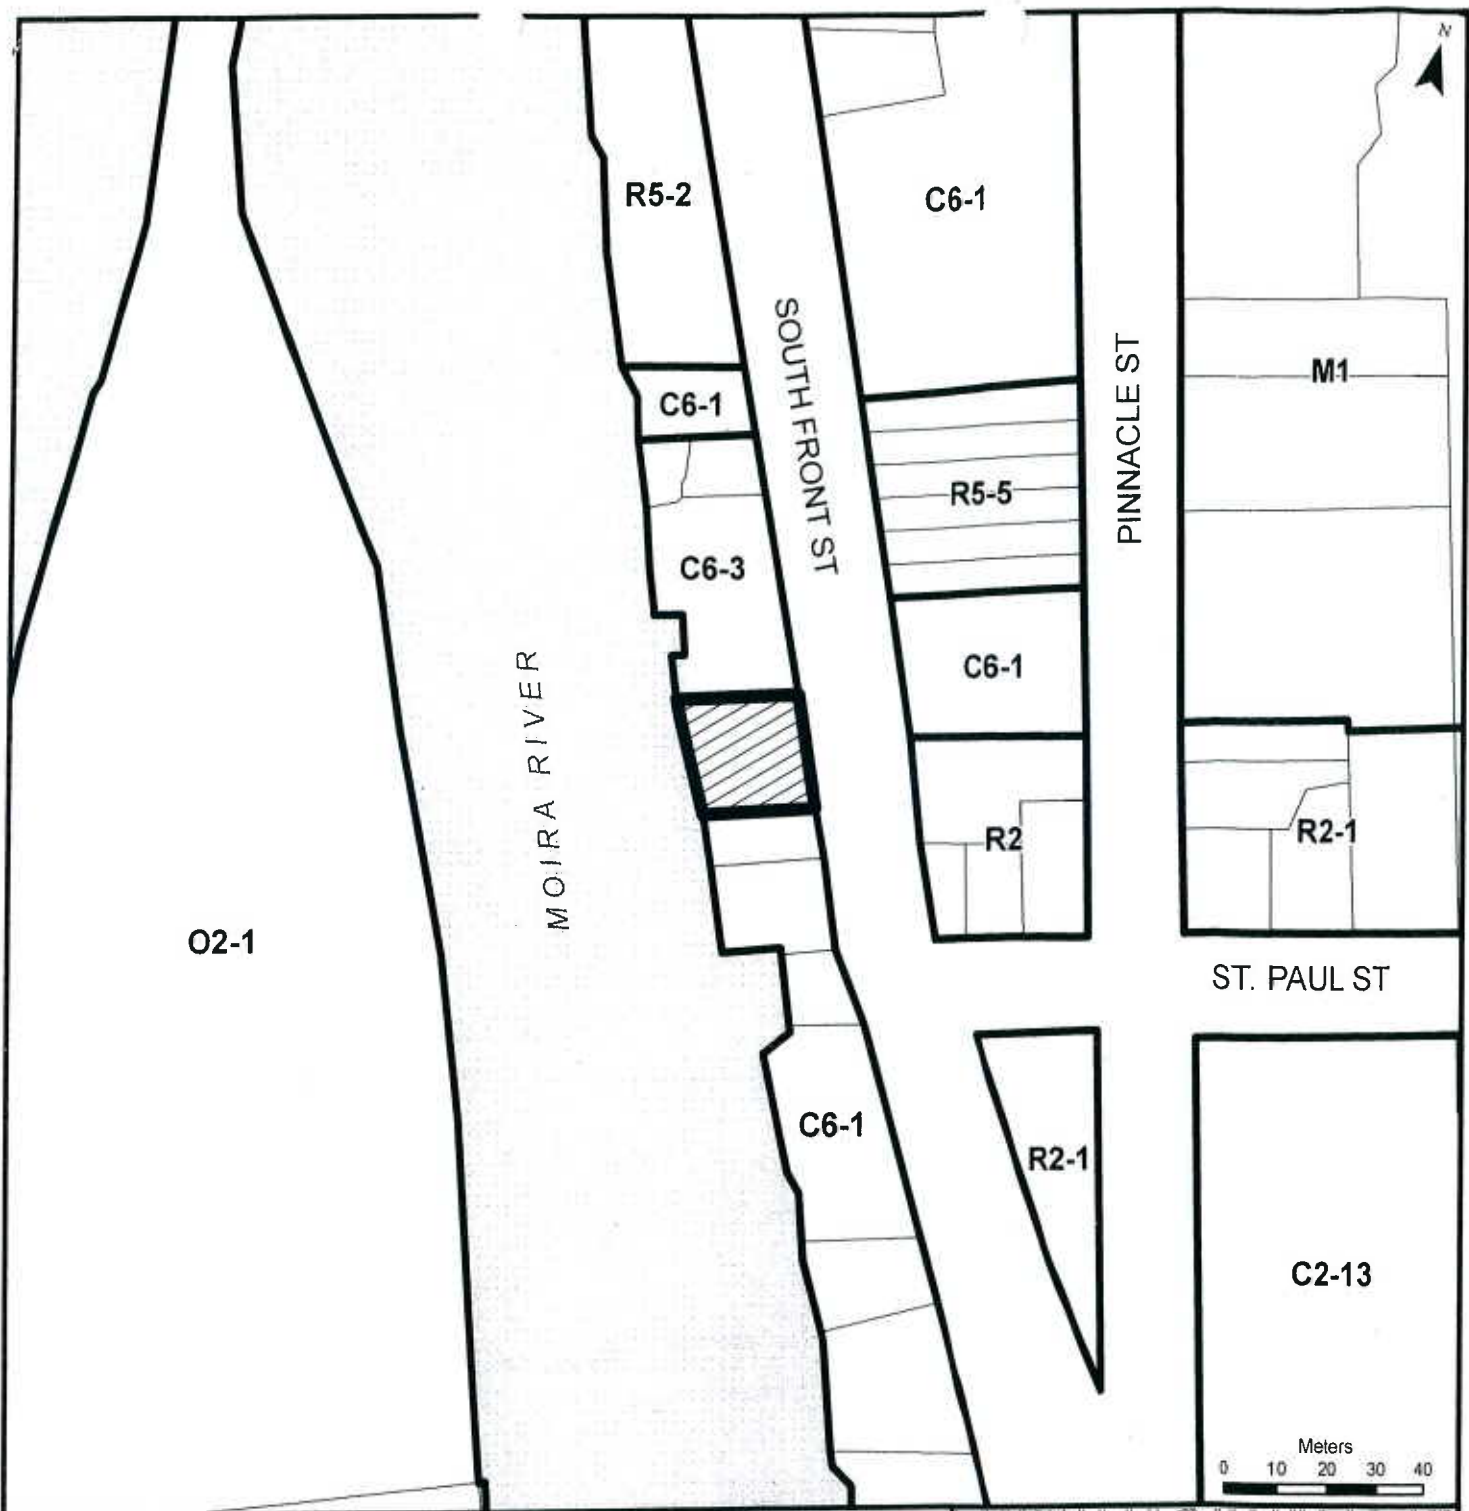 N
R5-2
C6-1
SOUTH FRONT ST
PINNACLE ST
M1
C6-1
R5-5
C6-3
C6-1
MOIRA RIVER
R2
R2-1
O2-1
ST. PAUL ST
C6-1
R2-1
C2-13
Meters
0 10 20 30 40